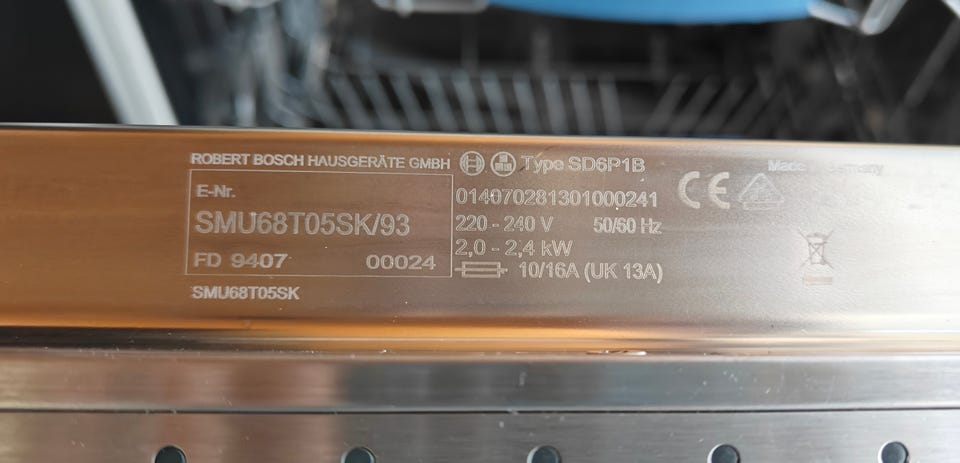 ROBERT BOSCH HAUSGERÄTE GMBH Type SD6P1B Made Germany
E-Nr. 014070281301000241 CE
SMU68T05SK/93 220 - 240 V 50/60 Hz
2,0 - 2,4 kW
FD 9407 00024 10/16A (UK 13A)
SMU68T05SK